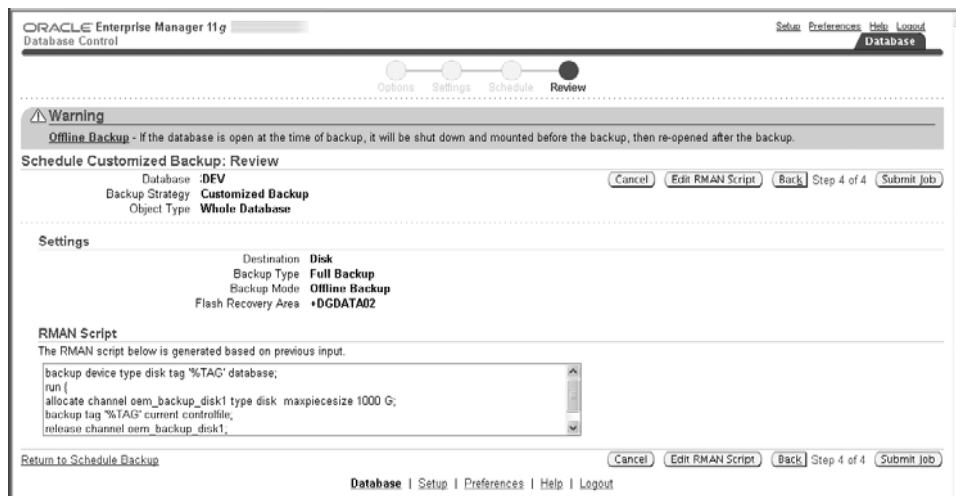 ORACLE Enterprise Manager 11g
Database Control
Setup Preferences Help Logout
Database
Options Settings Schedule Review
Warning
Offline Backup - If the database is open at the time of backup, it will be shut down and mounted before the backup, then re-opened after the backup.
Schedule Customized Backup: Review
Database :DEV
Backup Strategy Customized Backup
Object Type Whole Database
Cancel Edit RMAN Script Back Step 4 of 4 Submit Job
Settings
Destination Disk
Backup Type Full Backup
Backup Mode Offline Backup
Flash Recovery Area +DGDATA02
RMAN Script
The RMAN script below is generated based on previous input.
backup device type disk tag '%TAG' database;
run {
allocate channel oem_backup_disk1 type disk maxpiecesize 1000 G;
backup tag '%TAG' current controlfile;
release channel oem_backup_disk1;
Return to Schedule Backup
Cancel Edit RMAN Script Back Step 4 of 4 Submit Job
Database | Setup | Preferences | Help | Logout